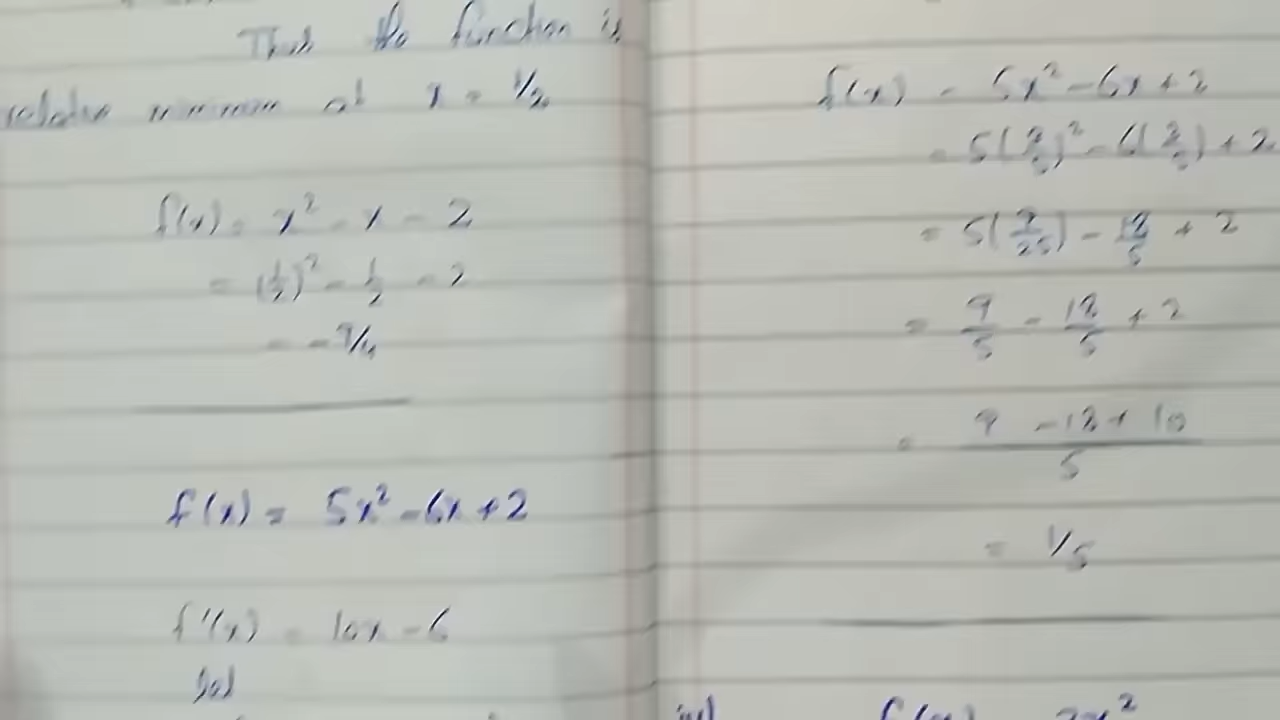 Thus the function is
relative minimum at x = 1/2
f(x) = x² - x - 2
= (1/2)² - 1/2 - 2
= - 9/4
f(x) = 5x² - 6x + 2
f'(x) = 10x - 6
f(x) = 5x² - 6x + 2
= 5(3/5)² - 6(3/5) + 2
= 5(9/25) - 18/5 + 2
= 9/5 - 18/5 + 2
= 9 - 18 + 10 / 5
= 1/5